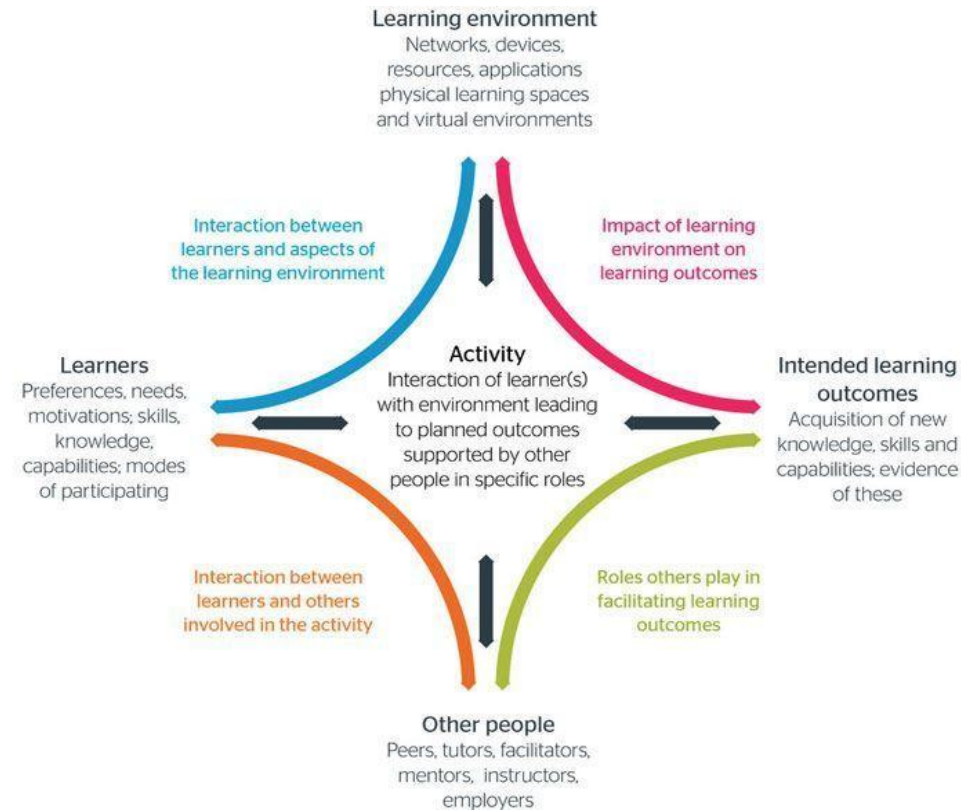 Learning environment
Networks, devices,
resources, applications
physical learning spaces
and virtual environments
Interaction between
learners and aspects of
the learning environment
Impact of learning
environment on
learning outcomes
Learners
Preferences, needs,
motivations; skills,
knowledge,
capabilities; modes
of participating
Activity
Interaction of learner(s)
with environment leading
to planned outcomes
supported by other
people in specific roles
Intended learning
outcomes
Acquisition of new
knowledge, skills and
capabilities; evidence
of these
Interaction between
learners and others
involved in the activity
Roles others play in
facilitating learning
outcomes
Other people
Peers, tutors, facilitators,
mentors, instructors,
employers